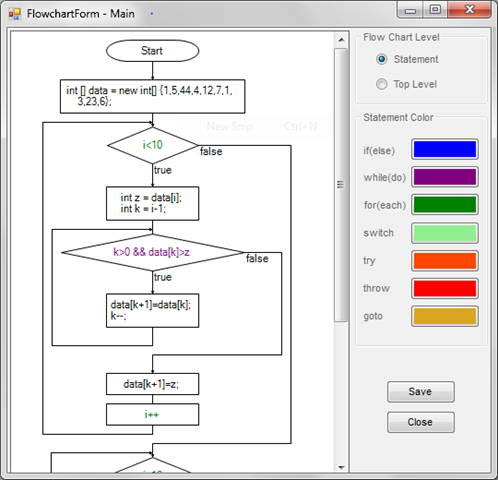 FlowchartForm - Main
Start
int [] data = new int[] {1,5,44,4,12,7,1,
3,23,6};
New Snip Ctrl+N
i<10
false
true
int z = data[i];
int k = i-1;
k>0 && data[k]>z
false
true
data[k+1]=data[k];
k--;
data[k+1]=z;
i++
Flow Chart Level
Statement
Top Level
Statement Color
if(else)
while(do)
for(each)
switch
try
throw
goto
Save
Close